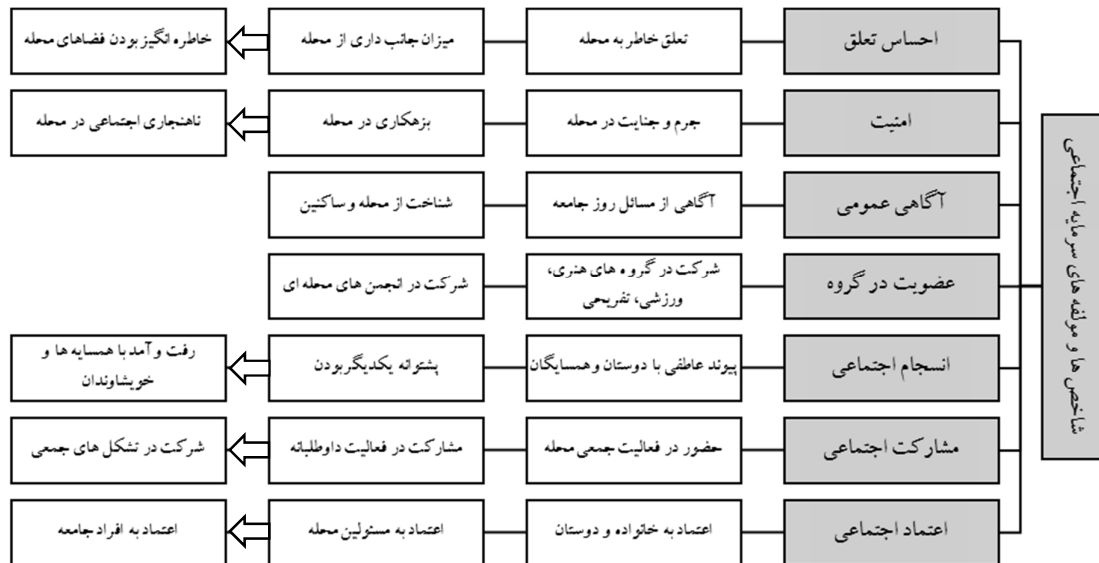 شاخص ها و مولفه های سرمایه اجتماعی
احساس تعلق
تعلق خاطر به محله
میزان جانب داری از محله
خاطره انگیز بودن فضاهای محله
امنیت
جرم و جنایت در محله
بزهکاری در محله
ناهنجاری اجتماعی در محله
آگاهی عمومی
آگاهی از مسائل روز جامعه
شناخت از محله و ساکنین
عضویت در گروه
شرکت در گروه های هنری،
ورزشی، تفریحی
شرکت در انجمن های محله ای
انسجام اجتماعی
پیوند عاطفی با دوستان و همسایگان
پشتوانه یکدیگر بودن
رفت و آمد با همسایه ها و
خویشاوندان
مشارکت اجتماعی
حضور در فعالیت جمعی محله
مشارکت در فعالیت داوطلبانه
شرکت در تشکل های جمعی
اعتماد اجتماعی
اعتماد به خانواده و دوستان
اعتماد به مسئولین محله
اعتماد به افراد جامعه